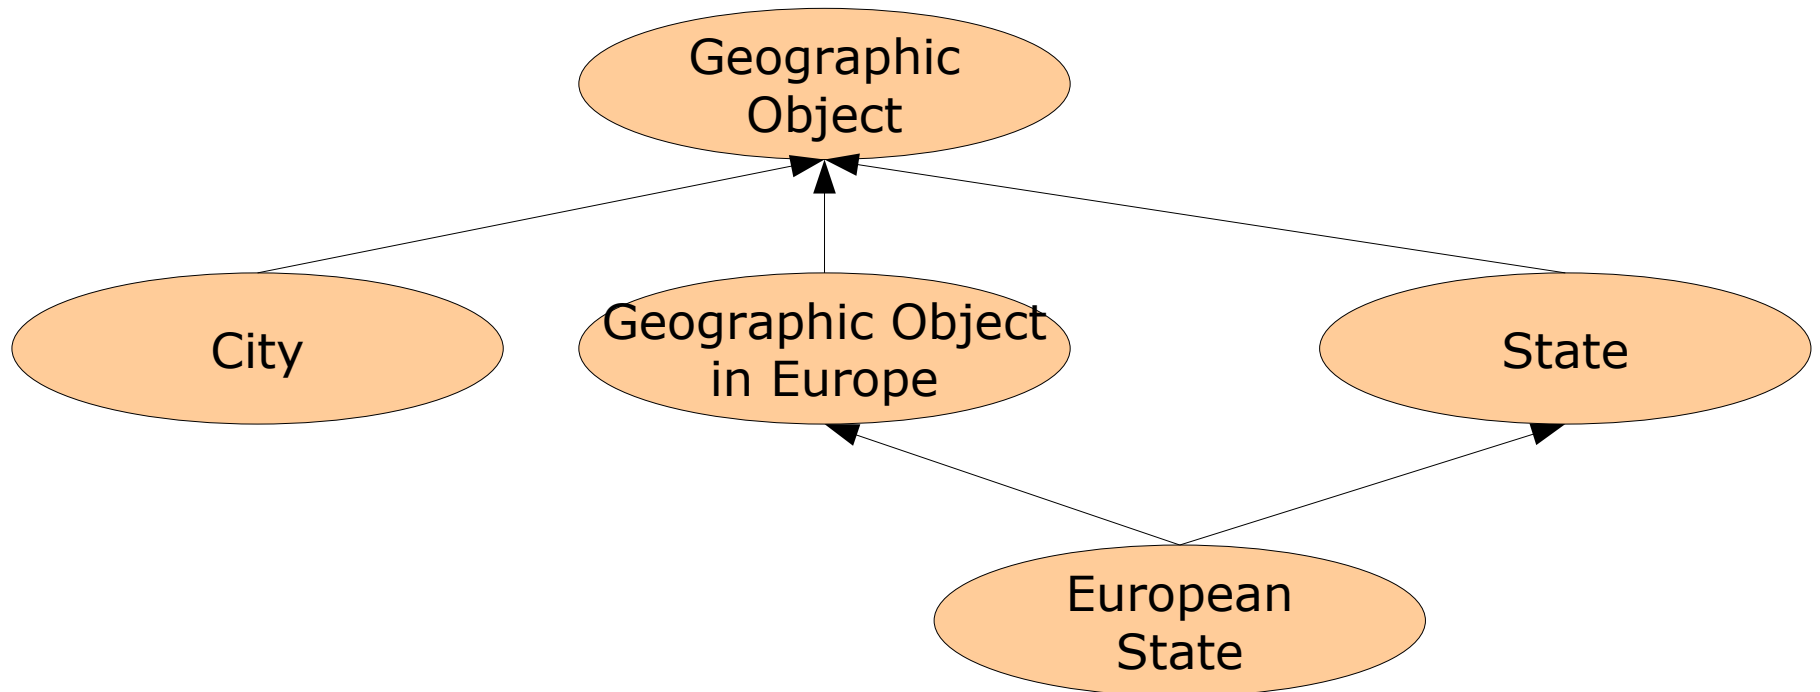 Geographic
Object
City
Geographic Object
in Europe
State
European
State